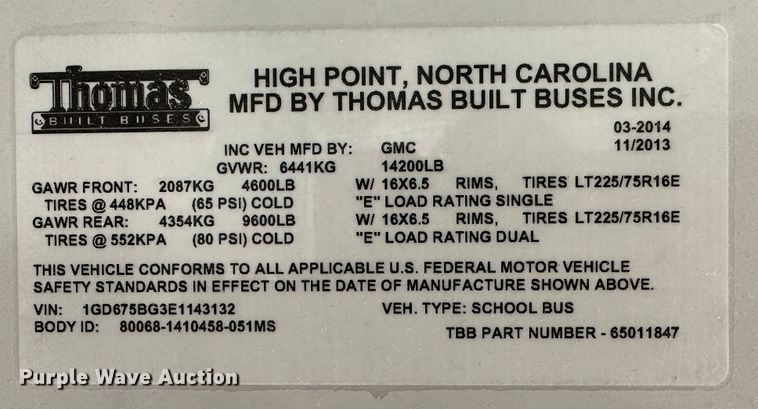 Thomas
BUILT BUSES
HIGH POINT, NORTH CAROLINA
MFD BY THOMAS BUILT BUSES INC.
03-2014
INC VEH MFD BY: GMC 11/2013
GVWR: 6441KG 14200LB
GAWR FRONT: 2087KG 4600LB W/ 16X6.5 RIMS, TIRES LT225/75R16E
TIRES @ 448KPA (65 PSI) COLD "E" LOAD RATING SINGLE
GAWR REAR: 4354KG 9600LB W/ 16X6.5 RIMS, TIRES LT225/75R16E
TIRES @ 552KPA (80 PSI) COLD "E" LOAD RATING DUAL
THIS VEHICLE CONFORMS TO ALL APPLICABLE U.S. FEDERAL MOTOR VEHICLE
SAFETY STANDARDS IN EFFECT ON THE DATE OF MANUFACTURE SHOWN ABOVE.
VIN: 1GD675BG3E1143132 VEH. TYPE: SCHOOL BUS
BODY ID: 80068-1410458-051MS
TBB PART NUMBER - 65011847
Purple Wave Auction